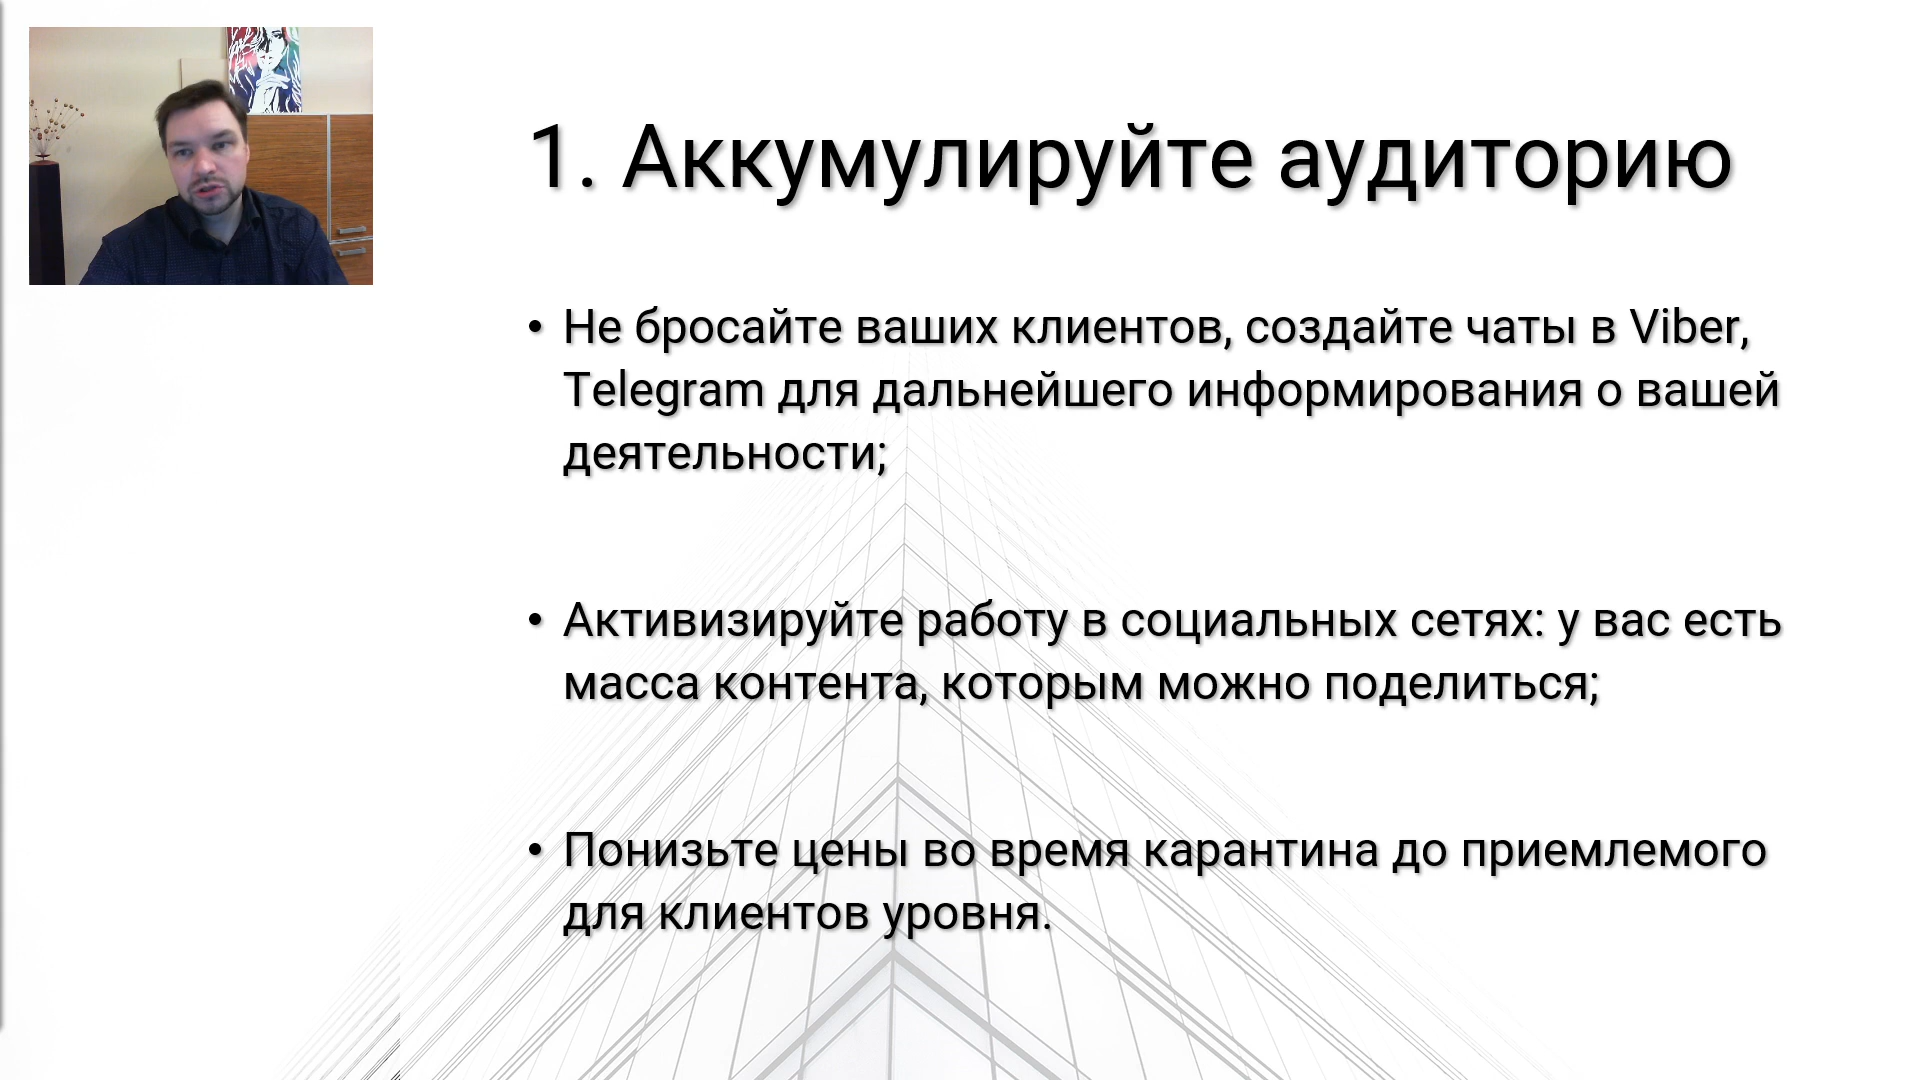 1. Аккумулируйте аудиторию
• Не бросайте ваших клиентов, создайте чаты в Viber,
Telegram для дальнейшего информирования о вашей
деятельности;
• Активизируйте работу в социальных сетях: у вас есть
масса контента, которым можно поделиться;
• Понизьте цены во время карантина до приемлемого
для клиентов уровня.